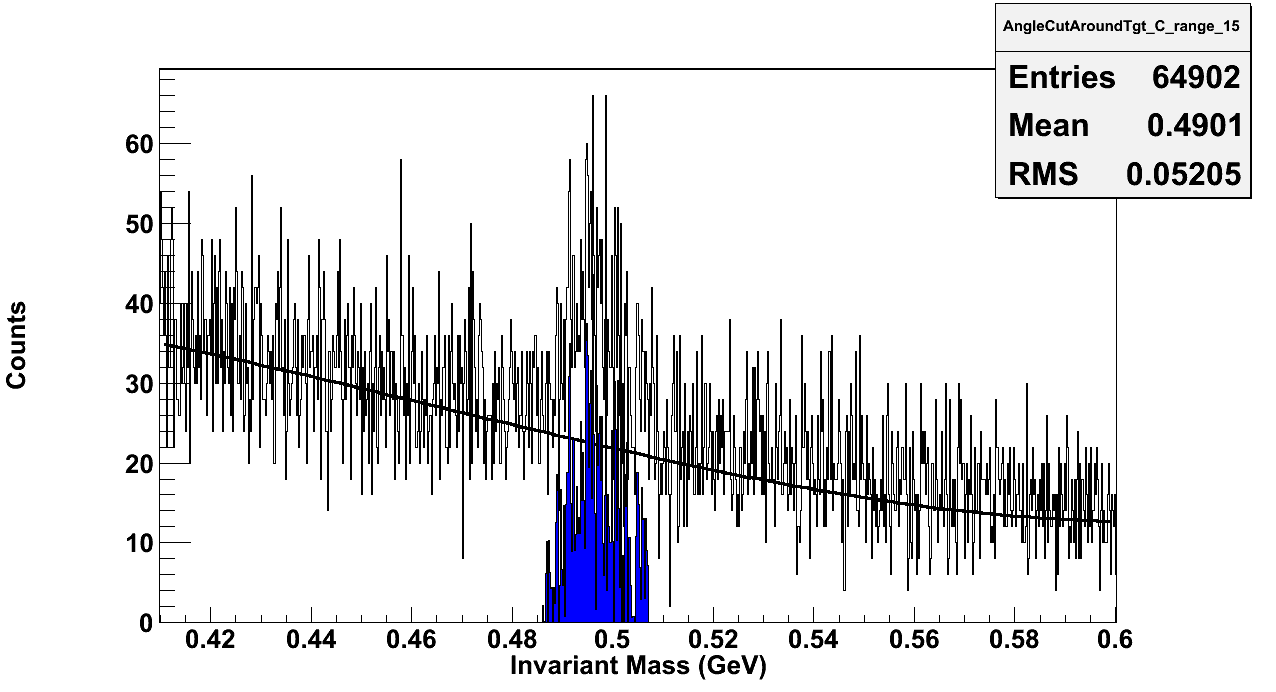 AngleCutAroundTgt_C_range_15
Entries 64902
Mean 0.4901
RMS 0.05205
Counts
60
50
40
30
20
10
0
0.42 0.44 0.46 0.48 0.5 0.52 0.54 0.56 0.58 0.6
Invariant Mass (GeV)